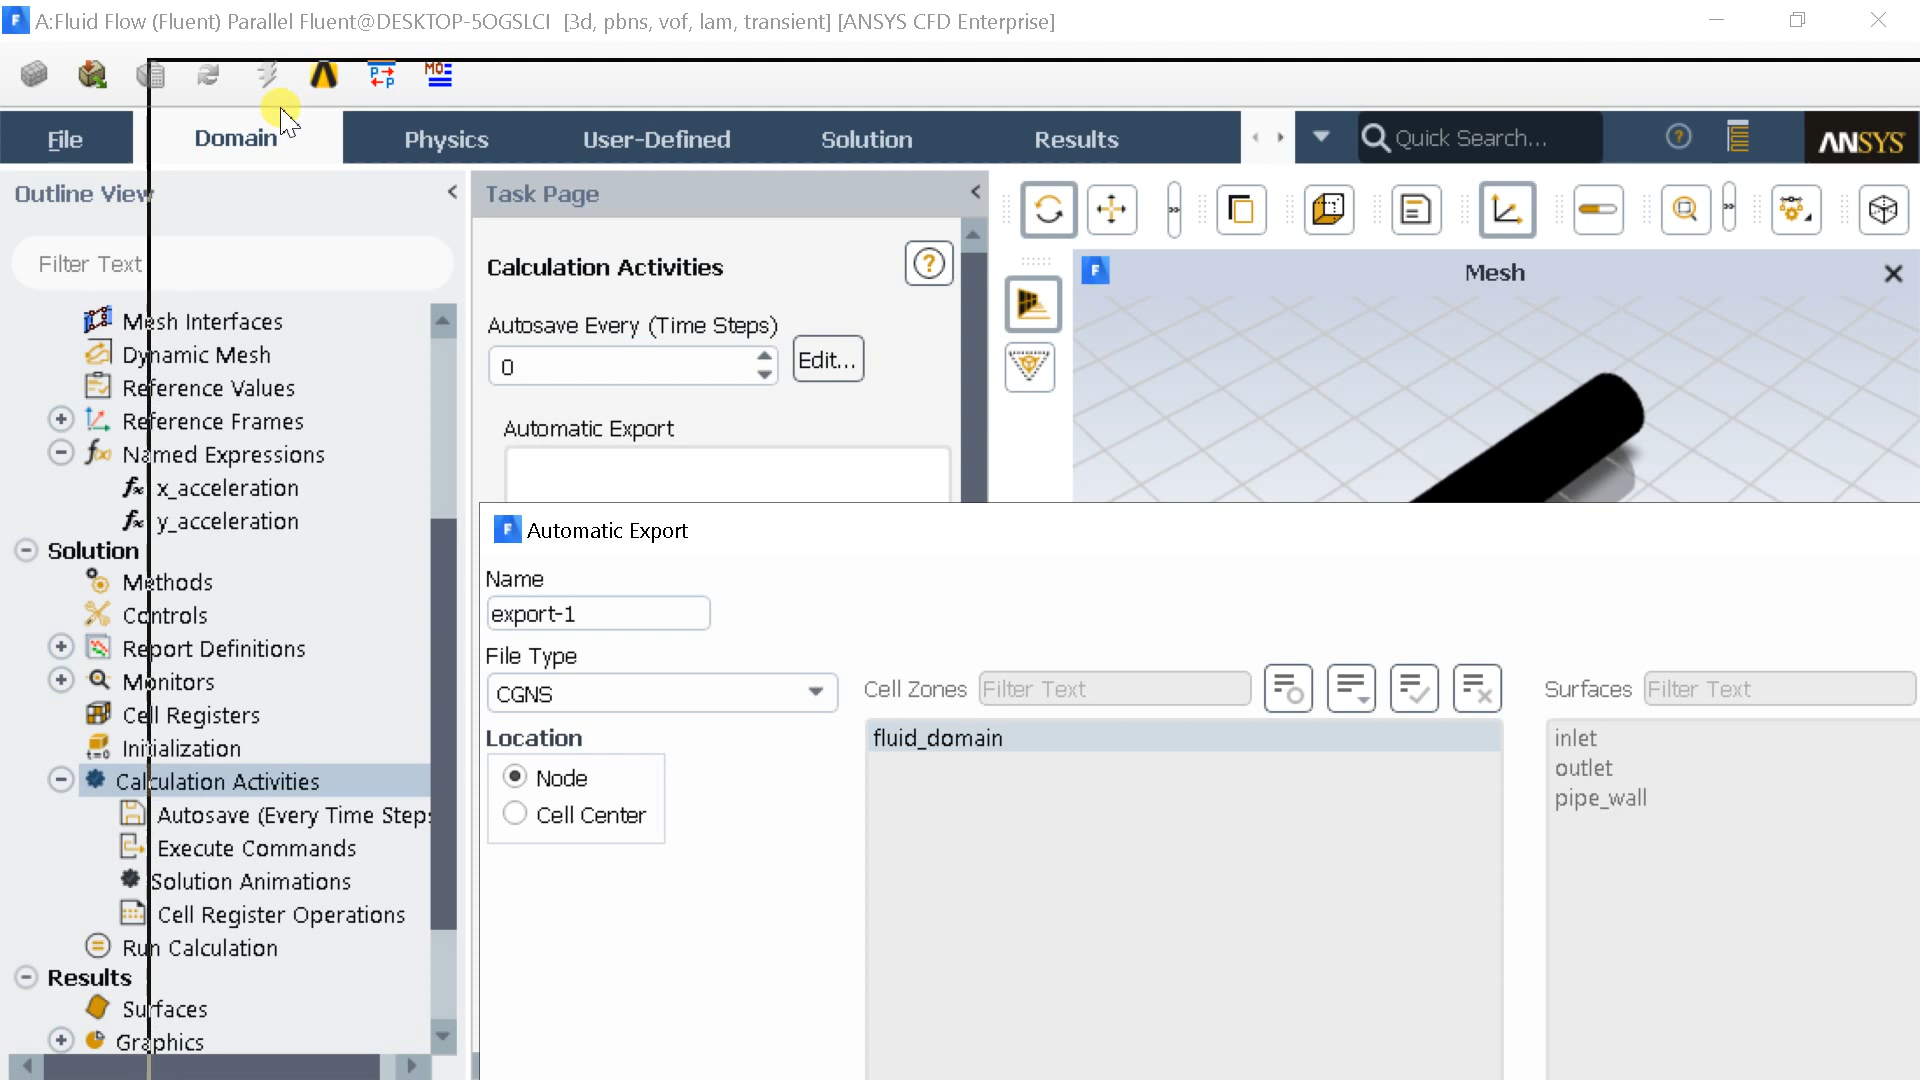 A:Fluid Flow (Fluent) Parallel Fluent@DESKTOP-5OGSLCI [3d, pbns, vof, lam, transient] [ANSYS CFD Enterprise]
File
Domain
Physics
User-Defined
Solution
Results
Quick Search...
ANSYS
Outline View
Filter Text
Mesh Interfaces
Dynamic Mesh
Reference Values
Reference Frames
Named Expressions
x_acceleration
y_acceleration
Solution
Methods
Controls
Report Definitions
Monitors
Cell Registers
Initialization
Calculation Activities
Autosave (Every Time Step
Execute Commands
Solution Animations
Cell Register Operations
Run Calculation
Results
Surfaces
Graphics
Task Page
Calculation Activities
Autosave Every (Time Steps)
0
Edit...
Automatic Export
Mesh
Automatic Export
Name
export-1
File Type
CGNS
Location
Node
Cell Center
Cell Zones
Filter Text
fluid_domain
Surfaces
Filter Text
inlet
outlet
pipe_wall